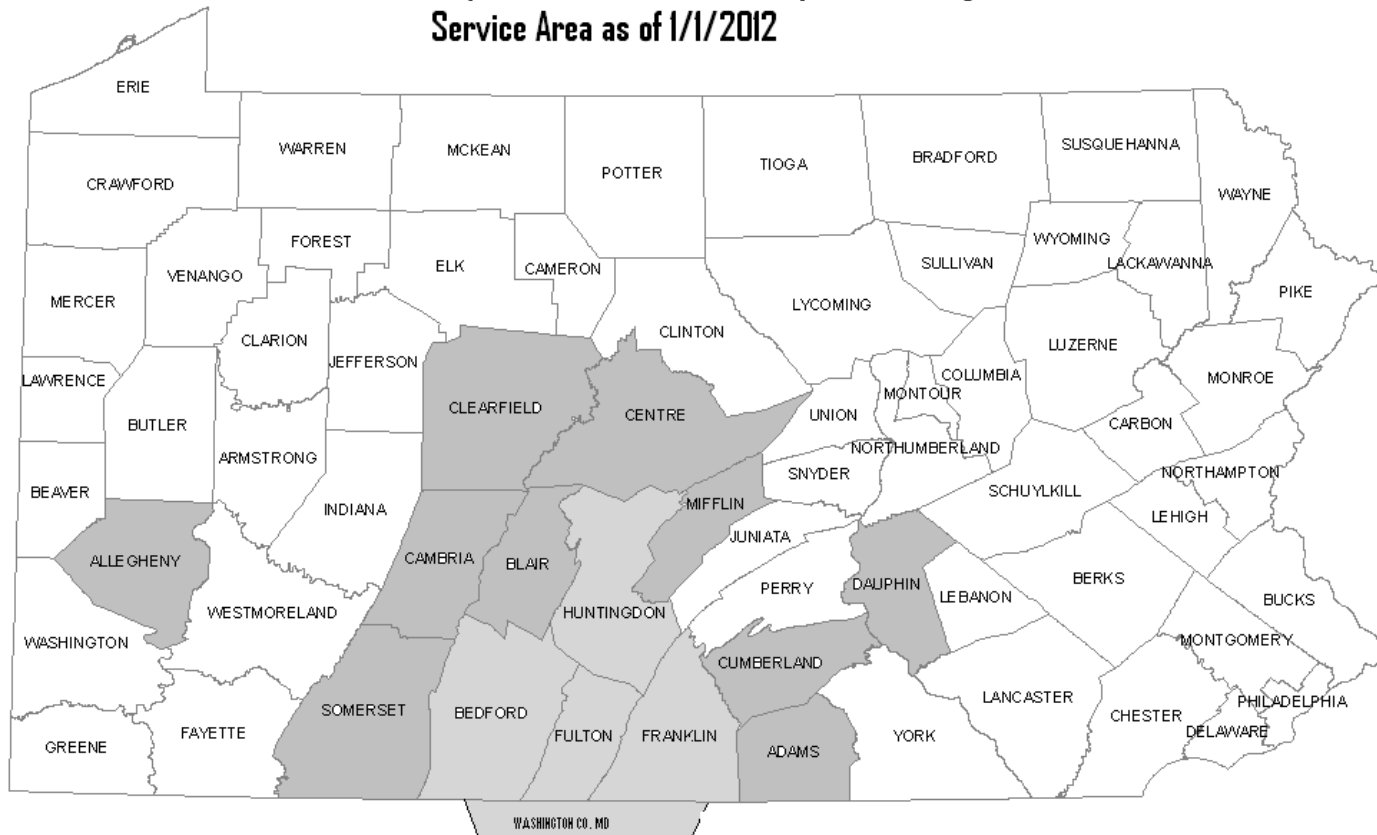 Service Area as of 1/1/2012
ERIE
WARREN
MCKEAN
POTTER
TIOGA
BRADFORD
SUSQUEHANNA
CRAWFORD
WAYNE
FOREST
VENANGO
ELK
CAMERON
SULLIVAN
WYOMING
LACKAWANNA
MERCER
LYCOMING
PIKE
CLARION
CLINTON
LUZERNE
JEFFERSON
LAWRENCE
COLUMBIA
MONROE
MONTOUR
CLEARFIELD
CENTRE
UNION
BUTLER
CARBON
ARMSTRONG
NORTHUMBERLAND
SNYDER
NORTHAMPTON
BEAVER
SCHUYLKILL
MIFFLIN
INDIANA
LEHIGH
JUNIATA
ALLEGHENY
CAMBRIA
BLAIR
DAUPHIN
BERKS
PERRY
LEBANON
BUCKS
WESTMORELAND
HUNTINGDON
WASHINGTON
MONTGOMERY
CUMBERLAND
LANCASTER
PHILADELPHIA
SOMERSET
BEDFORD
CHESTER
DELAWARE
FAYETTE
FULTON
FRANKLIN
YORK
GREENE
ADAMS
WASHINGTON CO. MD